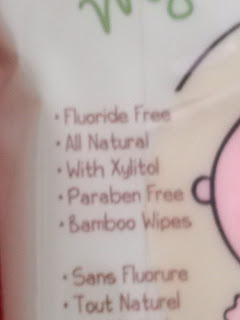 • Fluoride Free
• All Natural
• With Xylitol
• Paraben Free
• Bamboo Wipes
• Sans Fluorure
• Tout Naturel